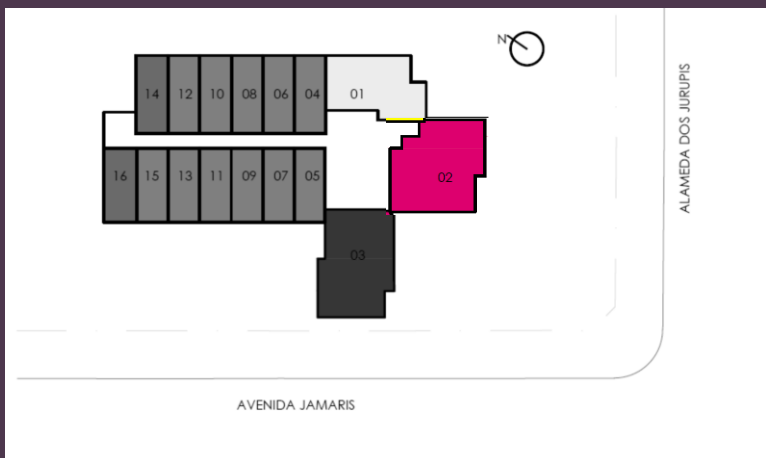 N
14 12 10 08 06 04 01
16 15 13 11 09 07 05 02
03
ALAMEDA DOS JURUPIS
AVENIDA JAMARIS